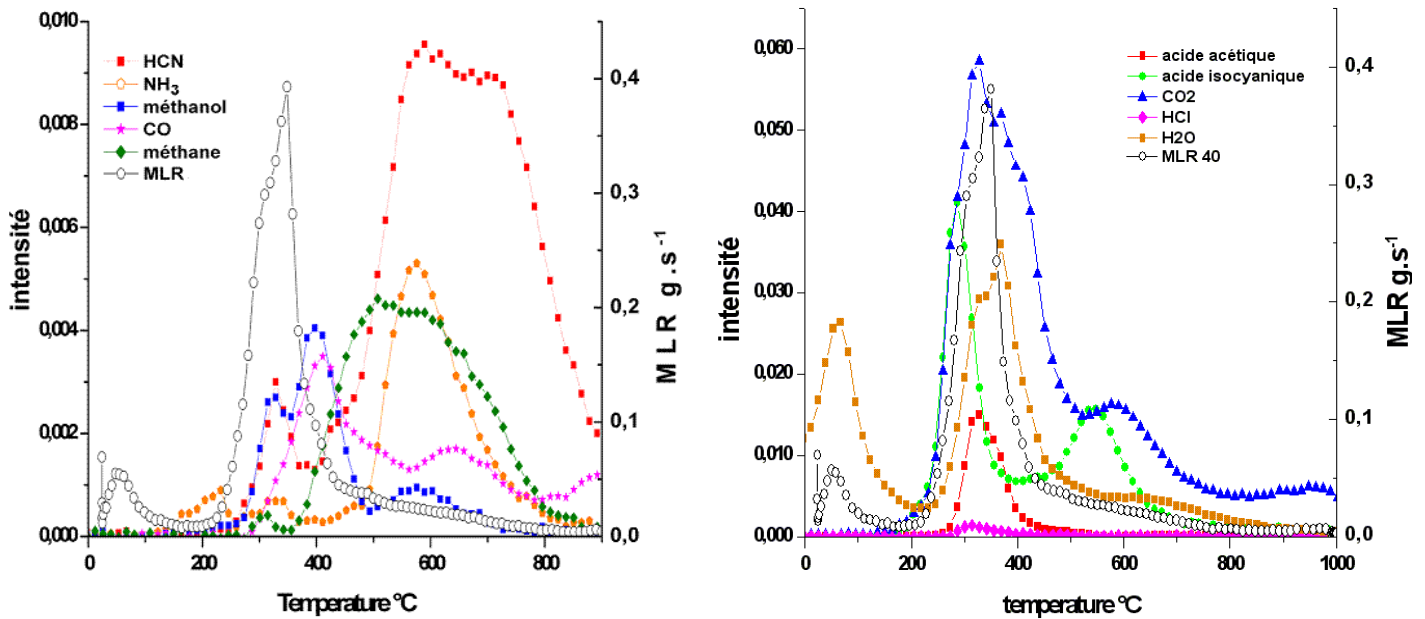 0,010
0,008
0,006
0,004
0,002
0,000
intensité
HCN
NH3
méthanol
CO
méthane
MLR
0,4
0,3
0,2
0,1
0,0
MLR g.s-1
0 200 400 600 800
Temperature °C
0,060
0,050
0,040
0,030
0,020
0,010
0,000
intensité
acide acétique
acide isocyanique
CO2
HCl
H2O
MLR 40
0,4
0,3
0,2
0,1
0,0
MLR g.s-1
0 200 400 600 800 1000
temperature °C